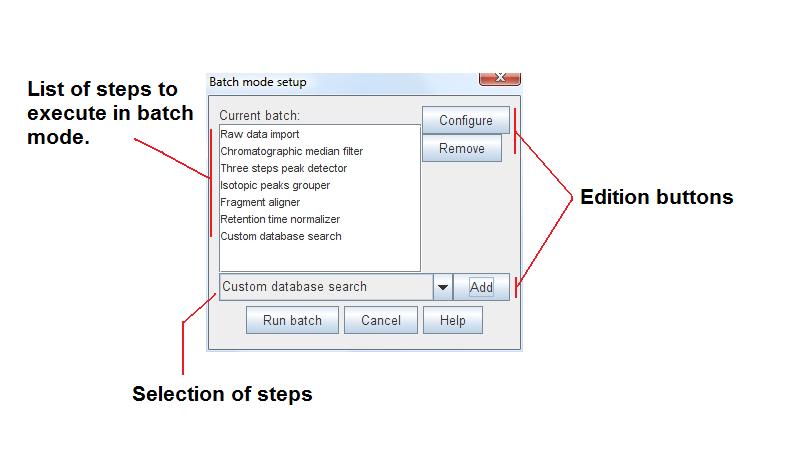 List of steps to
execute in batch
mode.
Batch mode setup
Current batch:
Raw data import
Chromatographic median filter
Three steps peak detector
Isotopic peaks grouper
Fragment aligner
Retention time normalizer
Custom database search
Configure
Remove
Edition buttons
Custom database search
Add
Run batch
Cancel
Help
Selection of steps